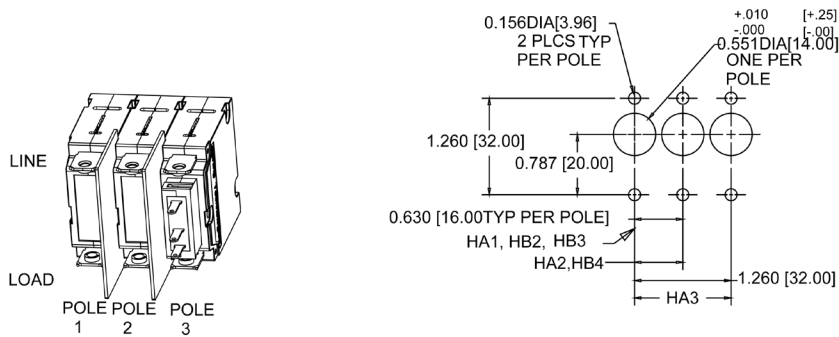 LINE
LOAD
POLE
1
POLE
2
POLE
3
0.156DIA[3.96]
2 PLCS TYP
PER POLE
+.010 [+.25]
-.000 [-.00]
0.551DIA[14.00]
ONE PER
POLE
1.260 [32.00]
0.787 [20.00]
0.630 [16.00TYP PER POLE]
HA1, HB2, HB3
HA2,HB4
1.260 [32.00]
HA3